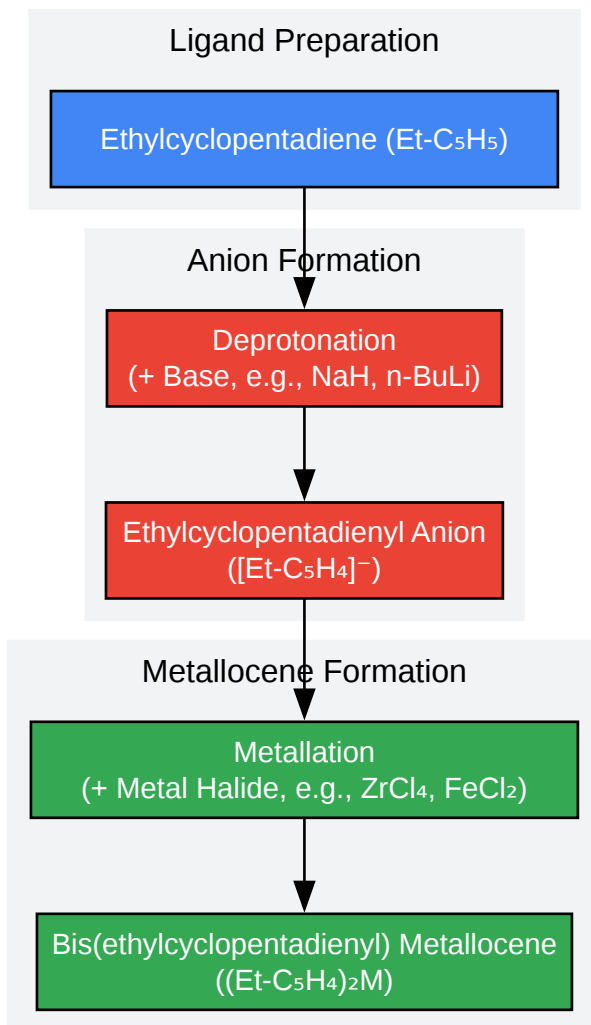 Ligand Preparation
Ethylcyclopentadiene (Et-C₅H₅)
Anion Formation
Deprotonation
(+ Base, e.g., NaH, n-BuLi)
Ethylcyclopentadienyl Anion
([Et-C₅H₄]⁻)
Metallocene Formation
Metallation
(+ Metal Halide, e.g., ZrCl₄, FeCl₂)
Bis(ethylcyclopentadienyl) Metallocene
((Et-C₅H₄)₂M)